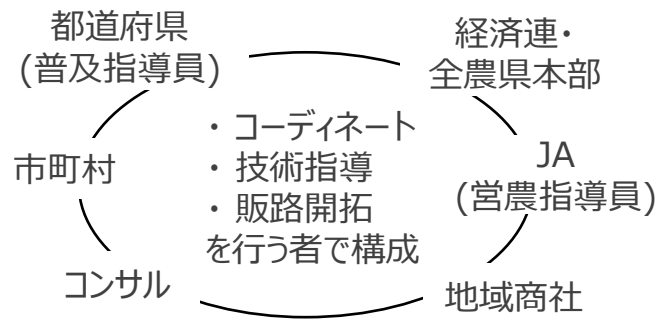 都道府県
(普及指導員)
経済連・
全農県本部
・ コーディネート
・ 技術指導
・ 販路開拓
を行う者で構成
市町村
JA
(営農指導員)
コンサル
地域商社